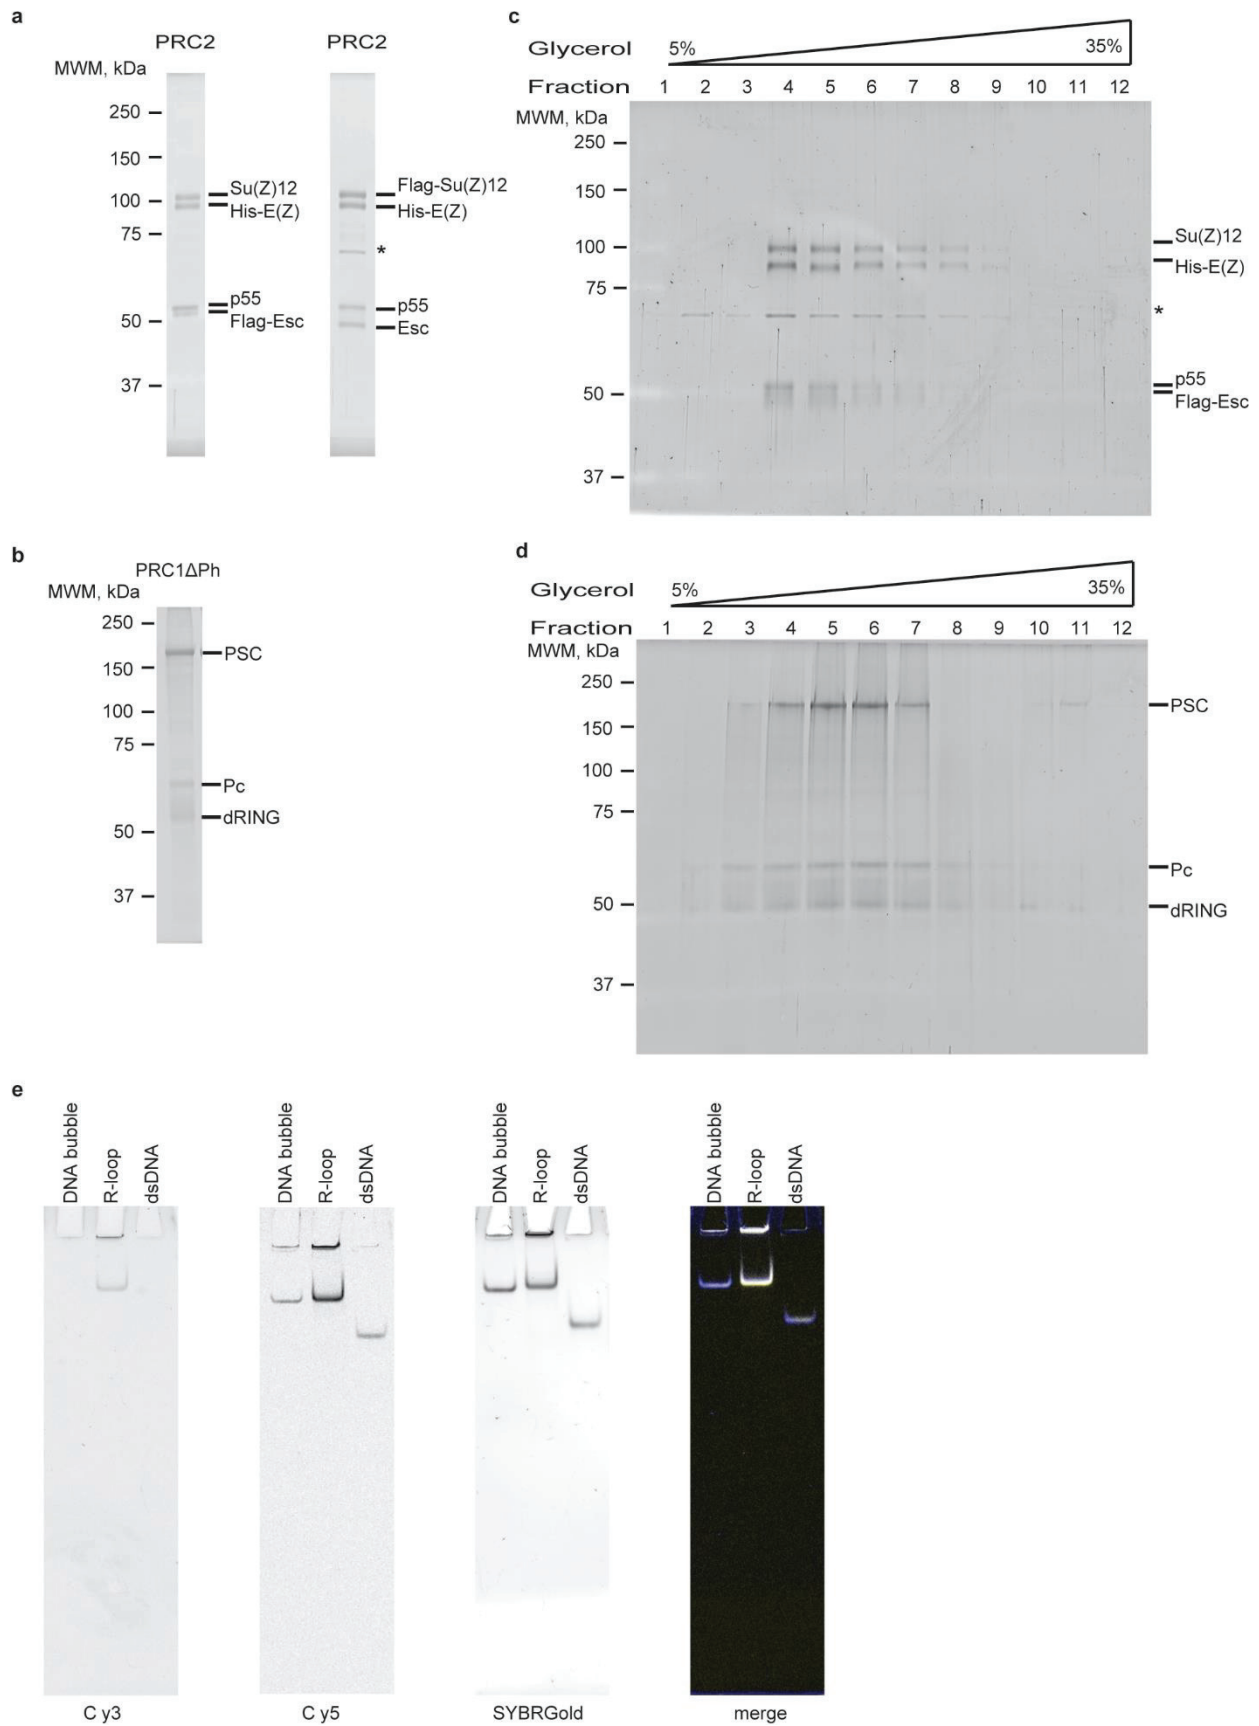 a
PRC2 PRC2
MWM, kDa
250
150
100
75
50
37
Su(Z)12
His-E(Z)
p55
Flag-Esc
Flag-Su(Z)12
His-E(Z)
*
p55
Esc
c
Glycerol 5% 35%
Fraction 1 2 3 4 5 6 7 8 9 10 11 12
MWM, kDa
250
150
100
75
50
37
Su(Z)12
His-E(Z)
*
p55
Flag-Esc
b
PRC1ΔPh
MWM, kDa
250
150
100
75
50
37
PSC
Pc
dRING
d
Glycerol 5% 35%
Fraction 1 2 3 4 5 6 7 8 9 10 11 12
MWM, kDa
250
150
100
75
50
37
PSC
Pc
dRING
e
DNA bubble R-loop dsDNA
DNA bubble R-loop dsDNA
DNA bubble R-loop dsDNA
DNA bubble R-loop dsDNA
C y3 C y5 SYBRGold merge